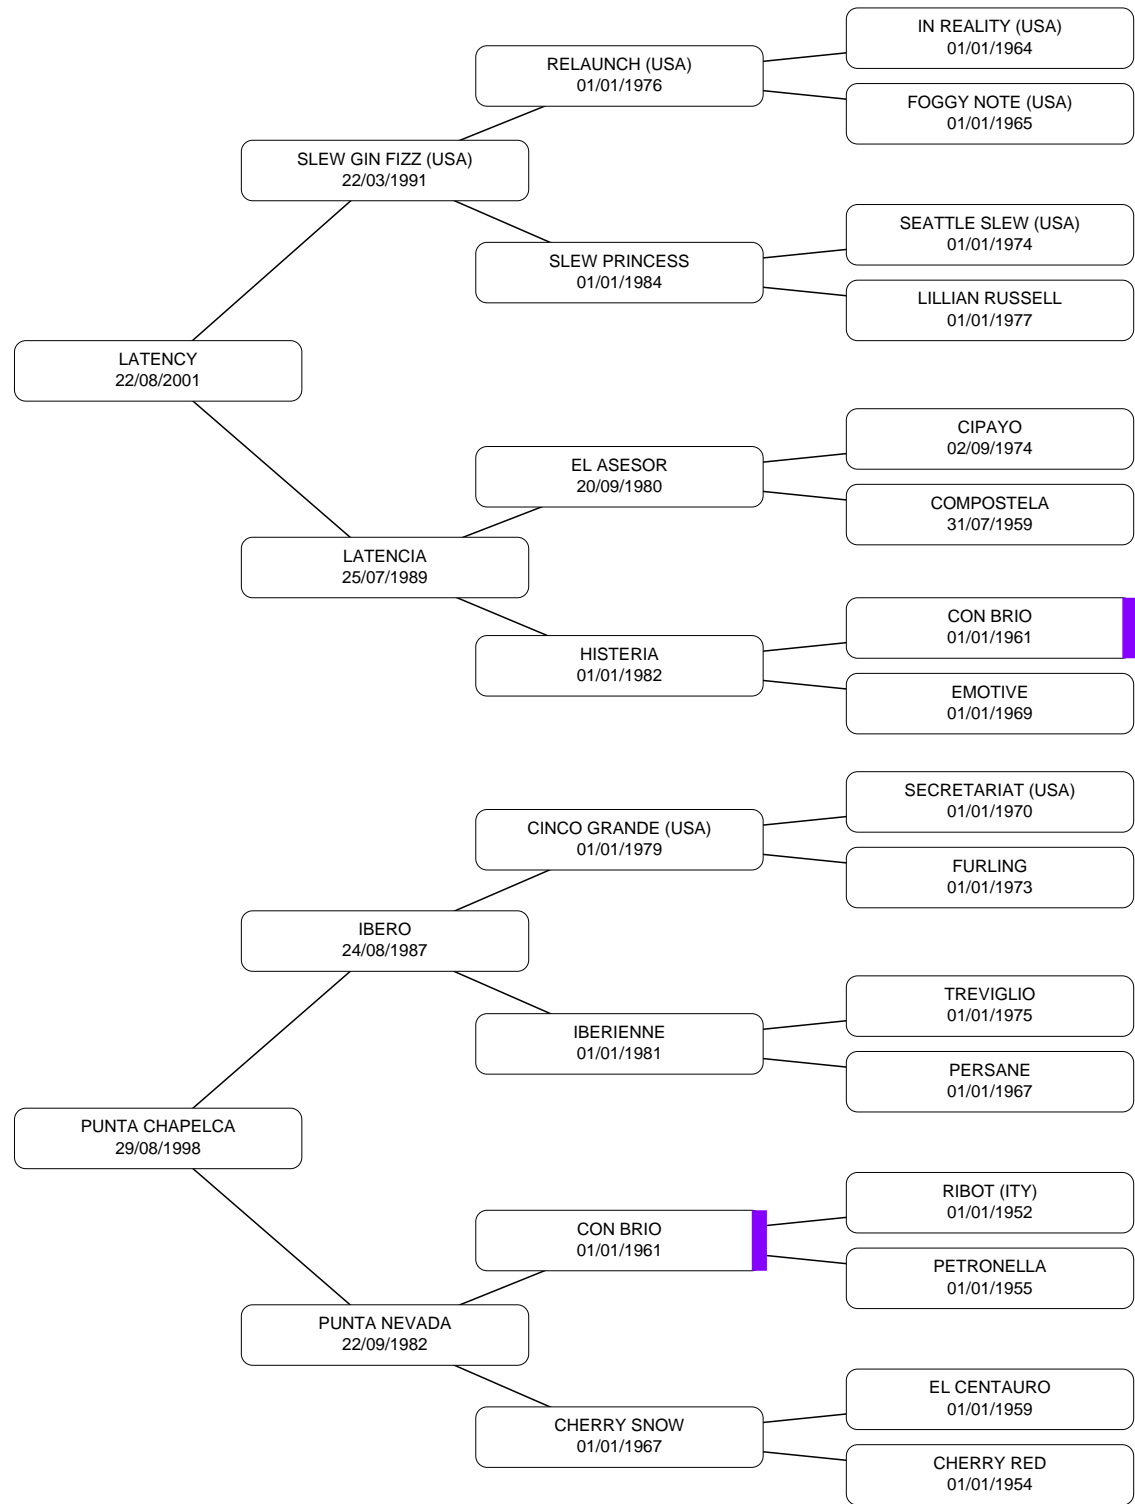 IN REALITY (USA)
01/01/1964
RELAUNCH (USA)
01/01/1976
FOGGY NOTE (USA)
01/01/1965
SLEW GIN FIZZ (USA)
22/03/1991
SEATTLE SLEW (USA)
01/01/1974
SLEW PRINCESS
01/01/1984
LILLIAN RUSSELL
01/01/1977
LATENCY
22/08/2001
CIPAYO
02/09/1974
EL ASESOR
20/09/1980
COMPOSTELA
31/07/1959
LATENCIA
25/07/1989
CON BRIO
01/01/1961
HISTERIA
01/01/1982
EMOTIVE
01/01/1969
SECRETARIAT (USA)
01/01/1970
CINCO GRANDE (USA)
01/01/1979
FURLING
01/01/1973
IBERO
24/08/1987
TREVIGLIO
01/01/1975
IBERIENNE
01/01/1981
PERSANE
01/01/1967
PUNTA CHAPELCA
29/08/1998
RIBOT (ITY)
01/01/1952
CON BRIO
01/01/1961
PETRONELLA
01/01/1955
PUNTA NEVADA
22/09/1982
EL CENTAURO
01/01/1959
CHERRY SNOW
01/01/1967
CHERRY RED
01/01/1954